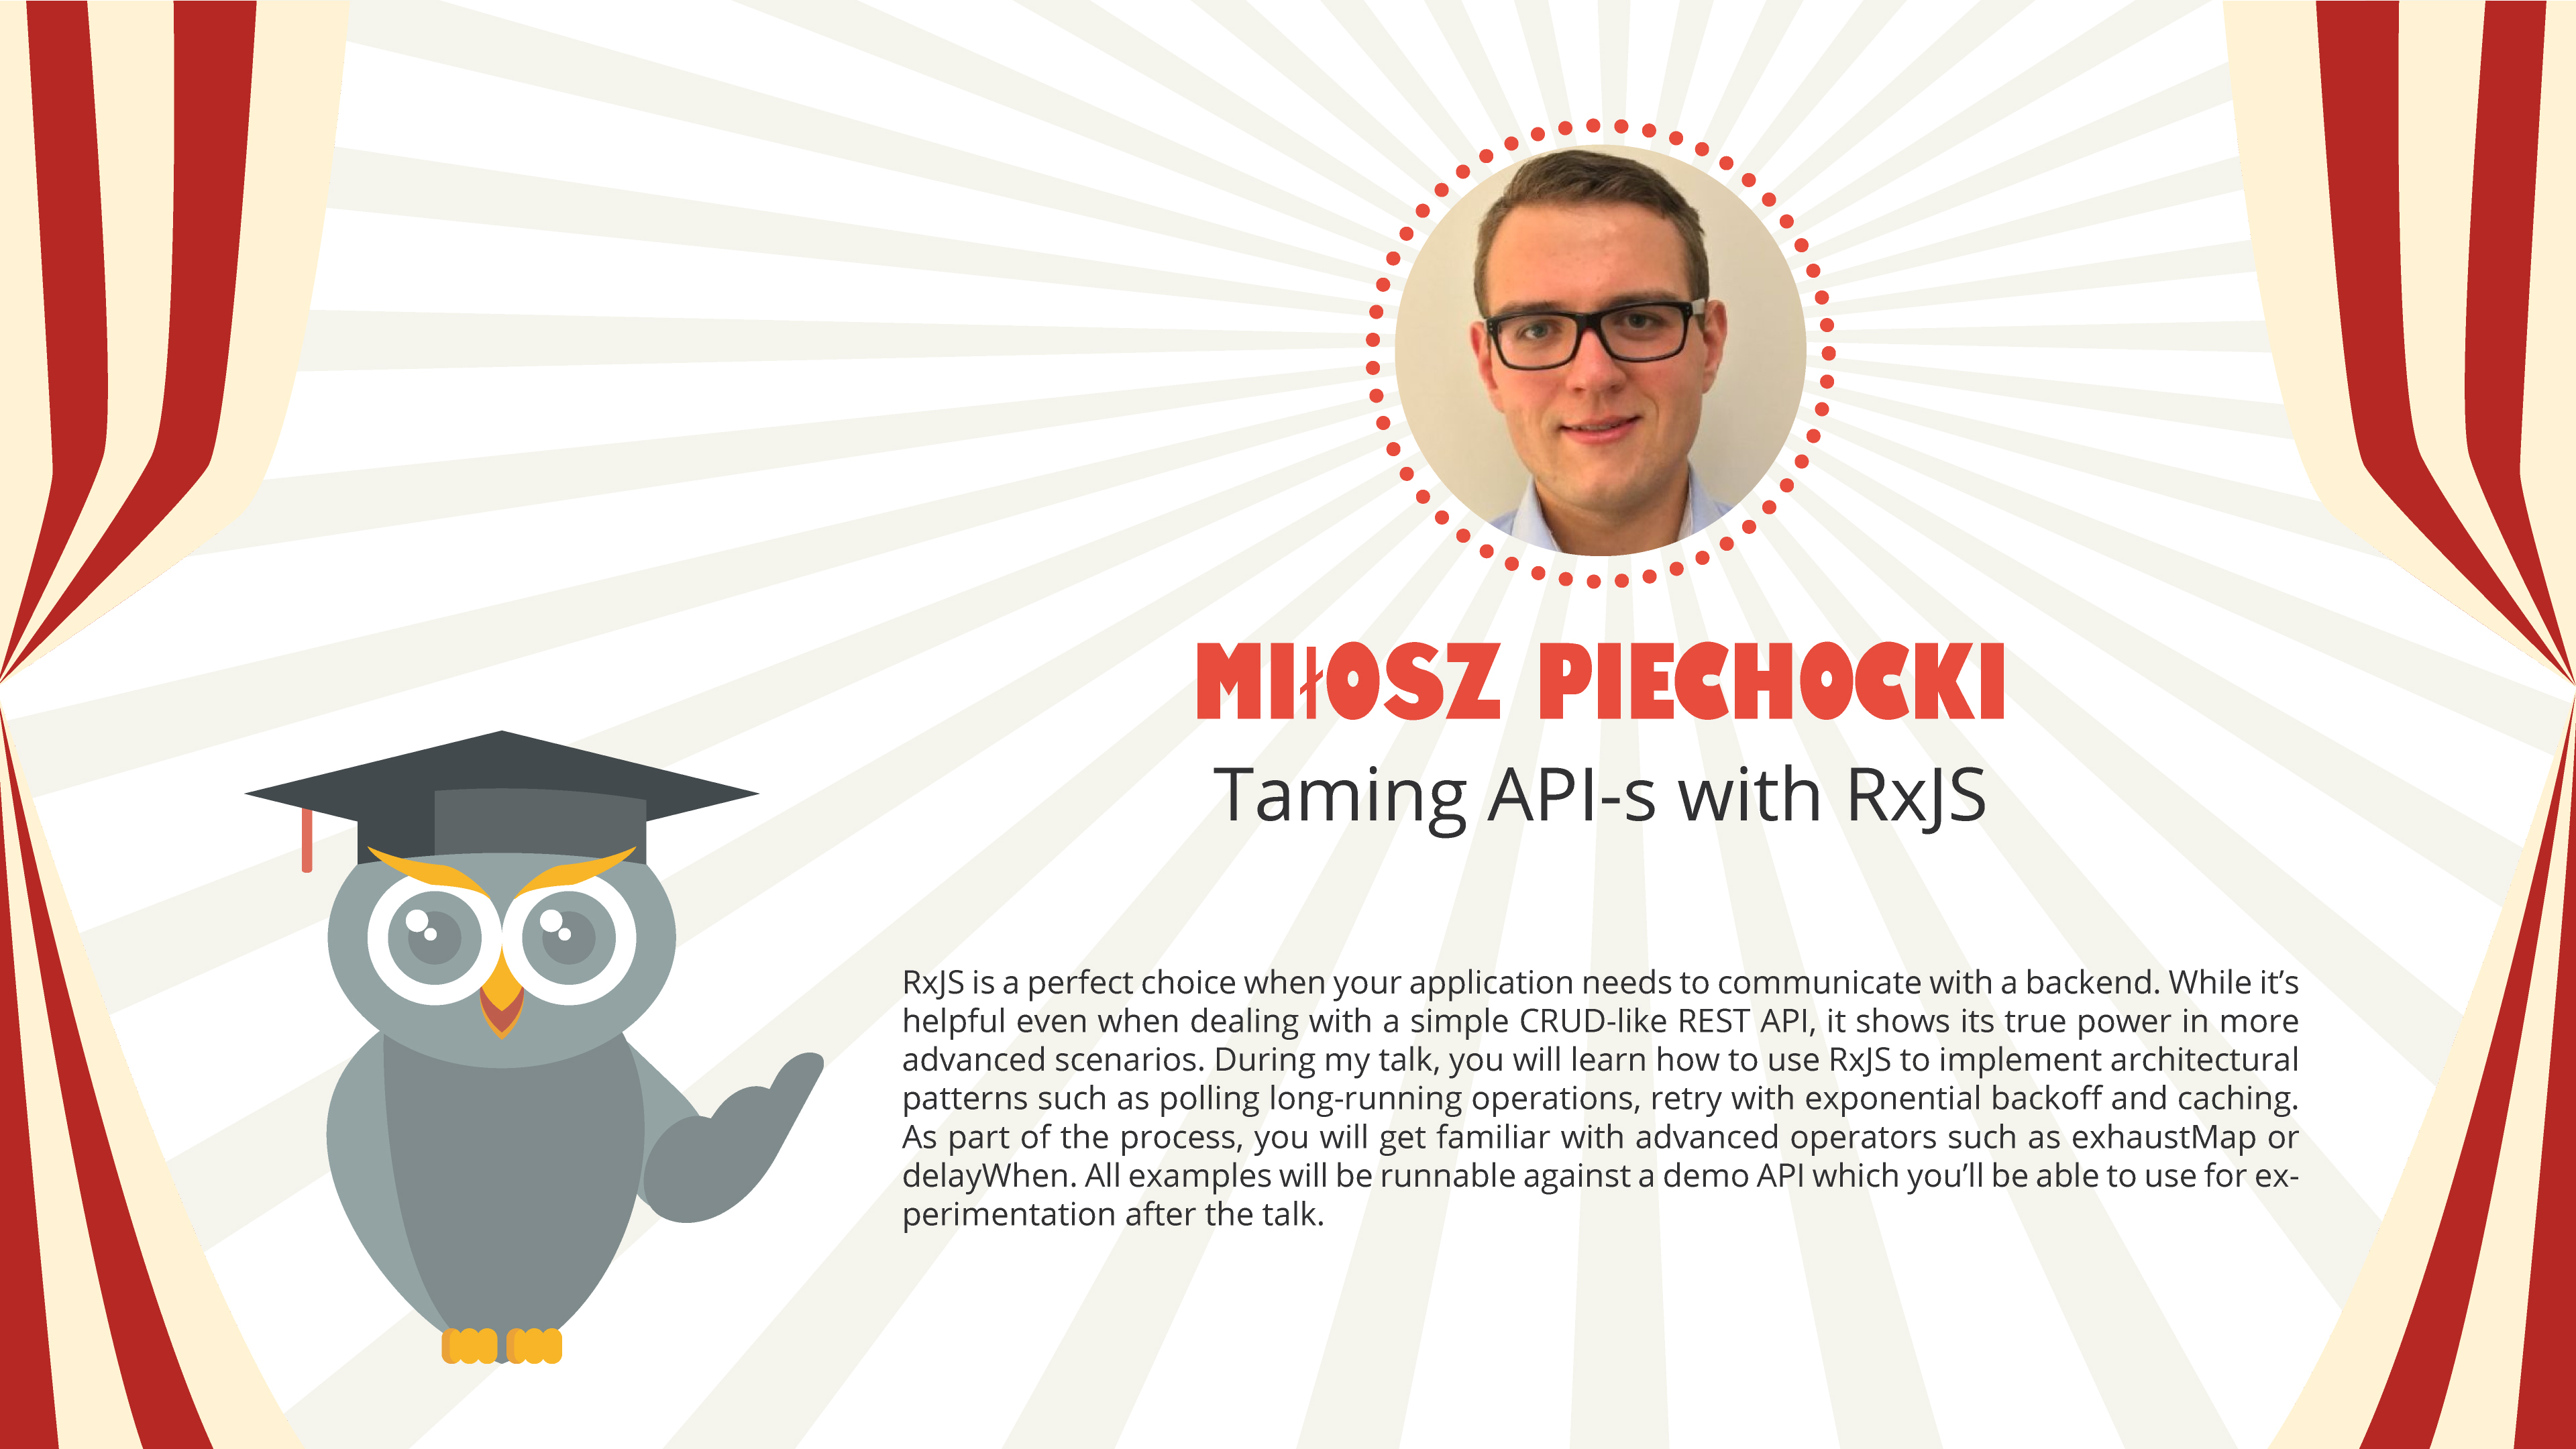 MIłOSZ PIECHOCKI
Taming API-s with RxJS
RxJS is a perfect choice when your application needs to communicate with a backend. While it’s
helpful even when dealing with a simple CRUD-like REST API, it shows its true power in more
advanced scenarios. During my talk, you will learn how to use RxJS to implement architectural
patterns such as polling long-running operations, retry with exponential backoff and caching.
As part of the process, you will get familiar with advanced operators such as exhaustMap or
delayWhen. All examples will be runnable against a demo API which you’ll be able to use for ex-
perimentation after the talk.